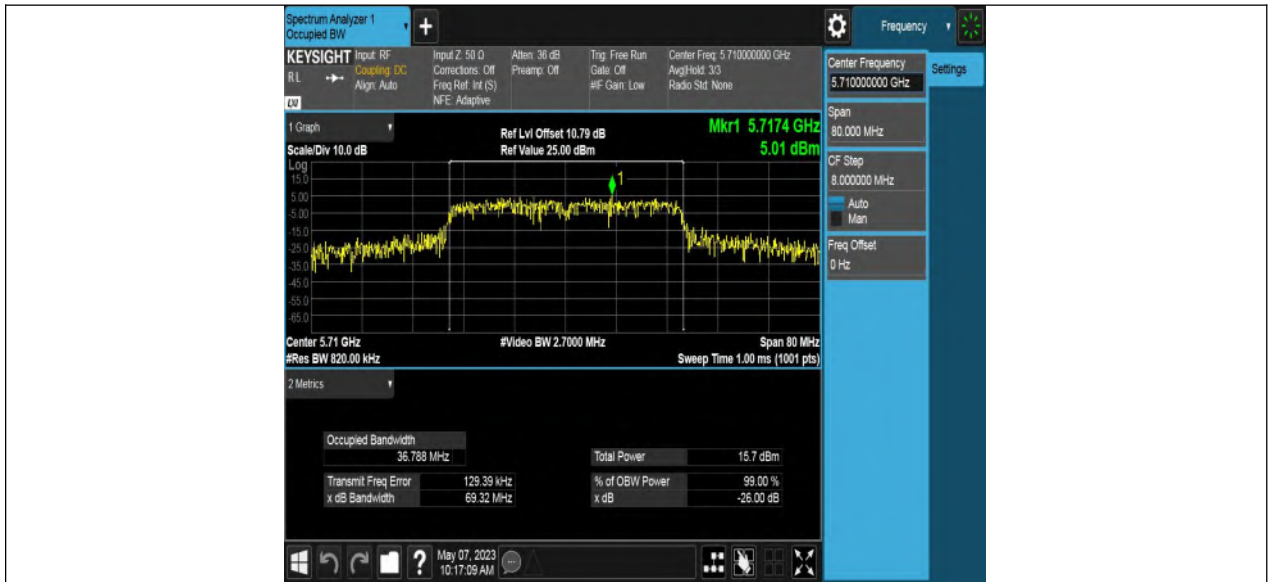 Spectrum Analyzer 1
Occupied BW
+
Frequency
KEYSIGHT
RL
LXI
Input: RF
Coupling: DC
Align: Auto
Input Z: 50 Ω
Corrections: Off
Freq Ref: Int (S)
NFE: Adaptive
Atten: 36 dB
Preamp: Off
Trig: Free Run
Gate: Off
#IF Gain: Low
Center Freq: 5.710000000 GHz
Avg|Hold: 3/3
Radio Std: None
Center Frequency
5.710000000 GHz
Settings
Span
80.000 MHz
CF Step
8.000000 MHz
Auto
Man
Freq Offset
0 Hz
1 Graph
Scale/Div 10.0 dB
Ref Lvl Offset 10.79 dB
Ref Value 25.00 dBm
Mkr1 5.7174 GHz
5.01 dBm
Log
15.0
5.00
-5.00
-15.0
-25.0
-35.0
-45.0
-55.0
-65.0
1
Center 5.71 GHz
#Video BW 2.7000 MHz
Span 80 MHz
#Res BW 820.00 kHz
Sweep Time 1.00 ms (1001 pts)
2 Metrics
Occupied Bandwidth
36.788 MHz
Total Power 15.7 dBm
Transmit Freq Error 129.39 kHz
% of OBW Power 99.00 %
x dB Bandwidth 69.32 MHz
x dB -26.00 dB
?
May 07, 2023
10:17:09 AM